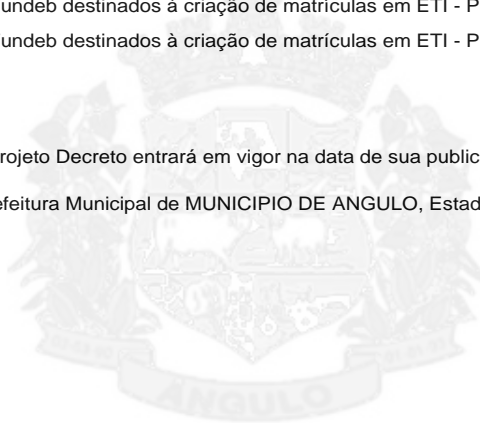 undeb destinados à criação de matrículas em ETI - P
undeb destinados à criação de matrículas em ETI - P
rojeto Decreto entrará em vigor na data de sua public
efeitura Municipal de MUNICIPIO DE ANGULO, Estad
ÂNGULO